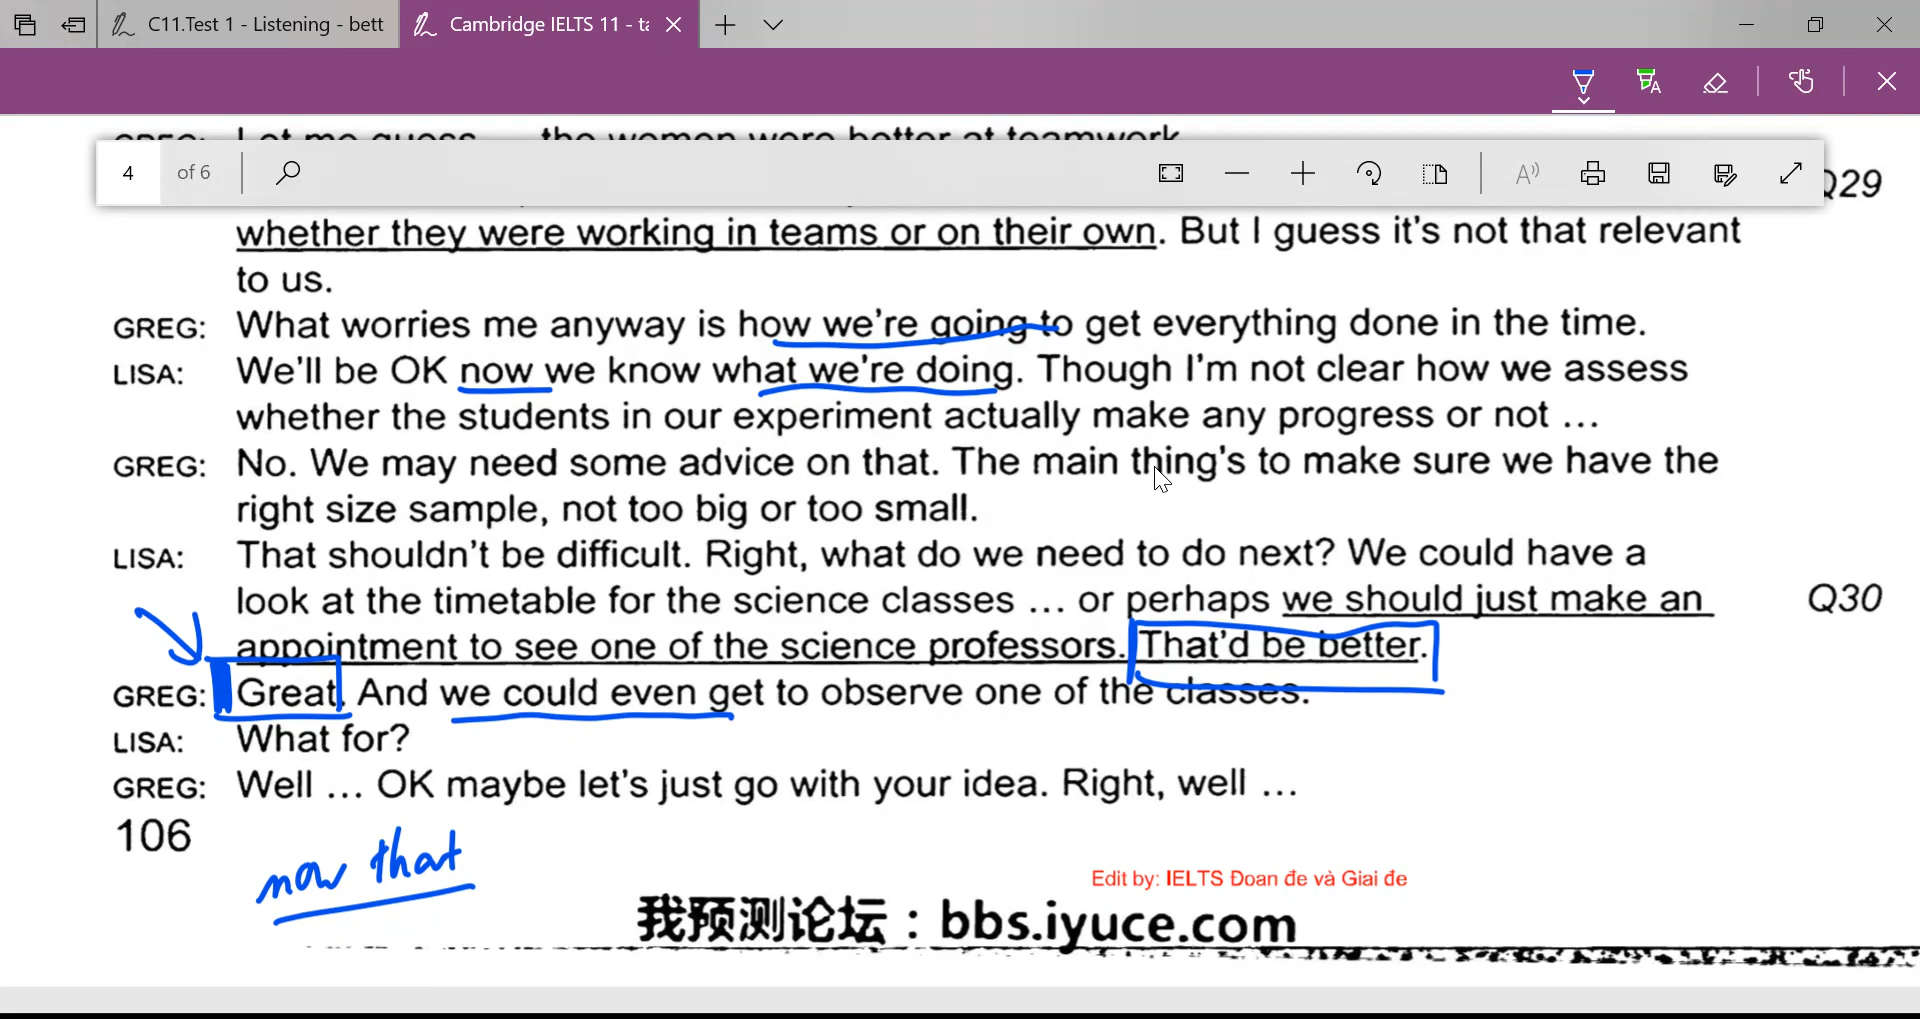 C11.Test 1 - Listening - bett
Cambridge IELTS 11 - ta
4 of 6
Let me guess ... the women were better at teamwork.
Q29
whether they were working in teams or on their own. But I guess it's not that relevant
to us.
GREG: What worries me anyway is how we're going to get everything done in the time.
LISA: We'll be OK now we know what we're doing. Though I'm not clear how we assess
whether the students in our experiment actually make any progress or not ...
GREG: No. We may need some advice on that. The main thing's to make sure we have the
right size sample, not too big or too small.
LISA: That shouldn't be difficult. Right, what do we need to do next? We could have a
look at the timetable for the science classes ... or perhaps we should just make an Q30
appointment to see one of the science professors. That'd be better.
GREG: Great. And we could even get to observe one of the classes.
LISA: What for?
GREG: Well ... OK maybe let's just go with your idea. Right, well ...
106
now that
Edit by: IELTS Đoan đe và Giai đe
我预测论坛：bbs.iyuce.com